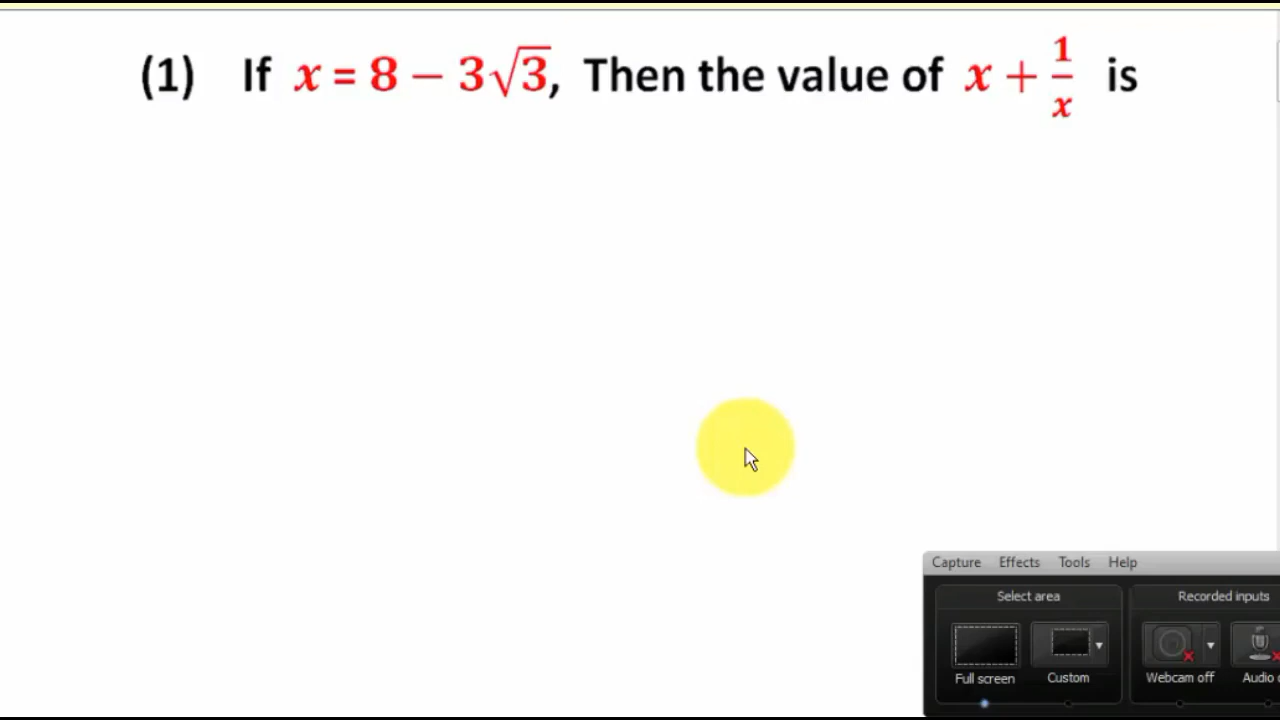 (1) If x = 8 − 3√3, Then the value of x + 1/x is
Capture Effects Tools Help
Select area Recorded inputs
Full screen Custom Webcam off Audio